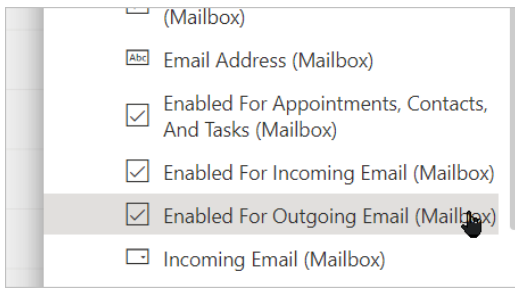 (Mailbox)
Abc Email Address (Mailbox)
Enabled For Appointments, Contacts,
And Tasks (Mailbox)
Enabled For Incoming Email (Mailbox)
Enabled For Outgoing Email (Mailbox)
Incoming Email (Mailbox)